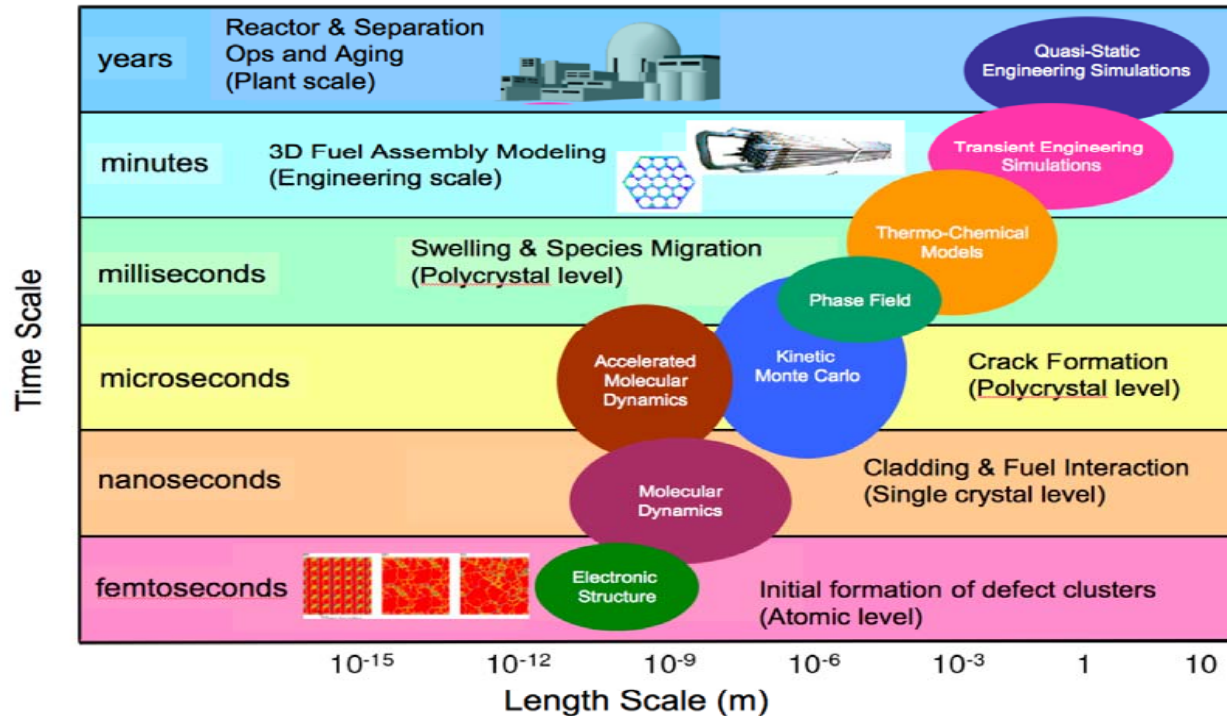 Time Scale
years
Reactor & Separation
Ops and Aging
(Plant scale)
Quasi-Static
Engineering Simulations
minutes
3D Fuel Assembly Modeling
(Engineering scale)
Transient Engineering
Simulations
milliseconds
Swelling & Species Migration
(Polycrystal level)
Thermo-Chemical
Models
Phase Field
microseconds
Accelerated
Molecular
Dynamics
Kinetic
Monte Carlo
Crack Formation
(Polycrystal level)
nanoseconds
Molecular
Dynamics
Cladding & Fuel Interaction
(Single crystal level)
femtoseconds
Electronic
Structure
Initial formation of defect clusters
(Atomic level)
10⁻¹⁵ 10⁻¹² 10⁻⁹ 10⁻⁶ 10⁻³ 1 10
Length Scale (m)